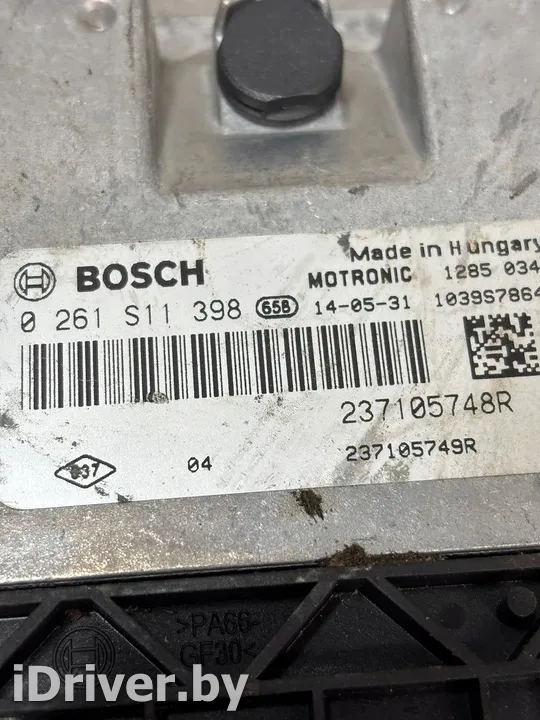 Made in Hungary
BOSCH
MOTRONIC 1285 034
0 261 S11 398 658 14-05-31 1039S7864
237105748R
04
237105749R
>PA66-
GF30<
iDriver.by